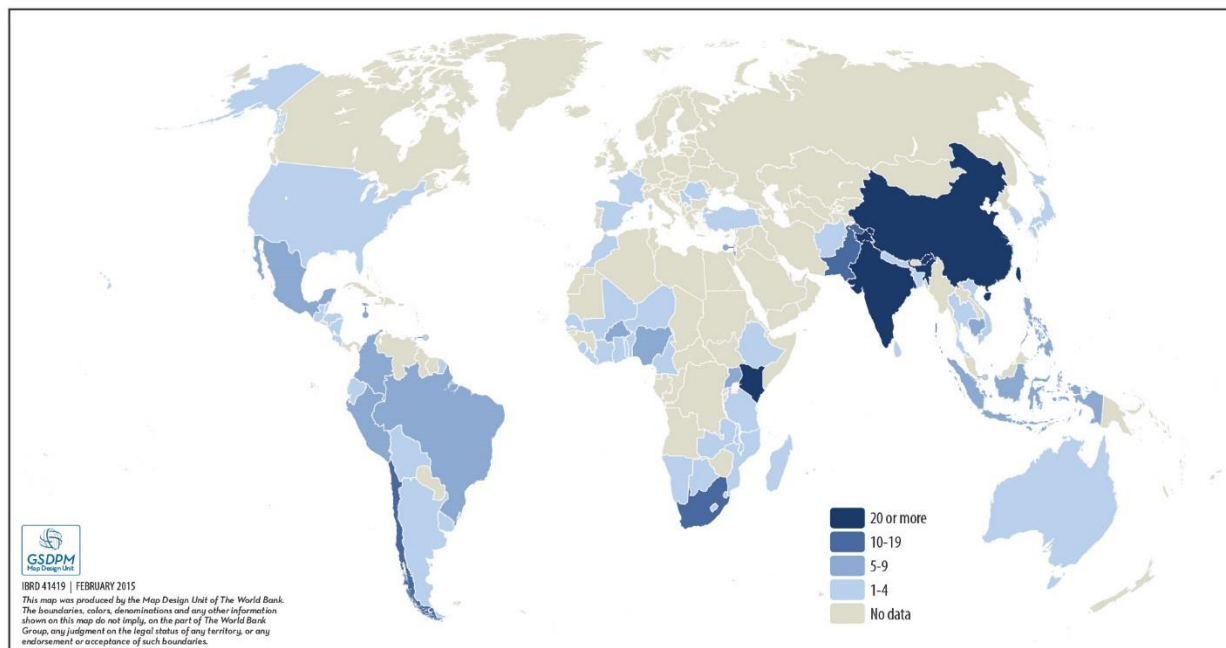 20 or more
10-19
5-9
1-4
No data
GSDPM
Map Design Unit
IBRD 41419 | FEBRUARY 2015
This map was produced by the Map Design Unit of The World Bank.
The boundaries, colors, denominations and any other information
shown on this map do not imply, on the part of The World Bank
Group, any judgment on the legal status of any territory, or any
endorsement or acceptance of such boundaries.